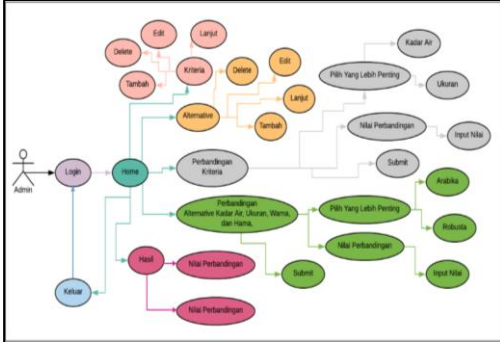 Edit
Lanjut
Delete
Kriteria
Tambah
Delete
Edit
Alternative
Lanjut
Tambah
Kadar Air
Pilih Yang Lebih Penting
Ukuran
Nilai Perbandingan
Input Nilai
Submit
Admin
Login
Home
Perbandingan
Kriteria
Perbandingan
Alternative Kadar Air, Ukuran, Warna,
dan Hama,
Pilih Yang Lebih Penting
Arabika
Robusta
Nilai Perbandingan
Input Nilai
Submit
Hasil
Nilai Perbandingan
Nilai Perbandingan
Keluar